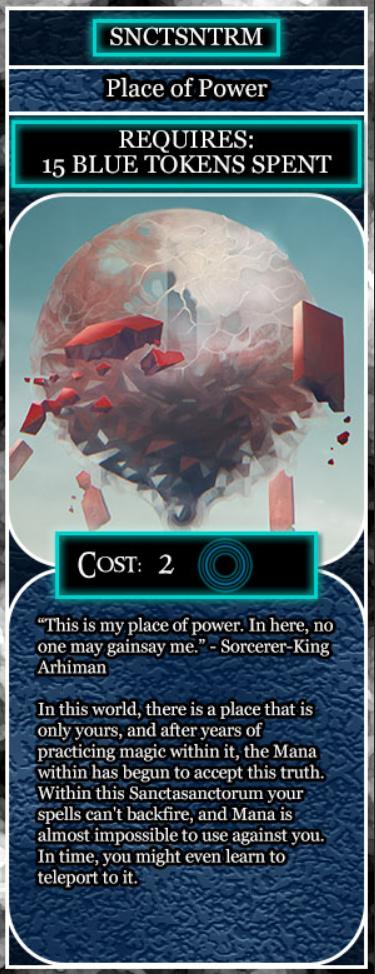 SNCTSNTRM
Place of Power
REQUIRES:
15 BLUE TOKENS SPENT
COST: 2
“This is my place of power. In here, no
one may gainsay me.” - Sorcerer-King
Arhiman
In this world, there is a place that is
only yours, and after years of
practicing magic within it, the Mana
within has begun to accept this truth.
Within this Sanctasanctorum your
spells can't backfire, and Mana is
almost impossible to use against you.
In time, you might even learn to
teleport to it.